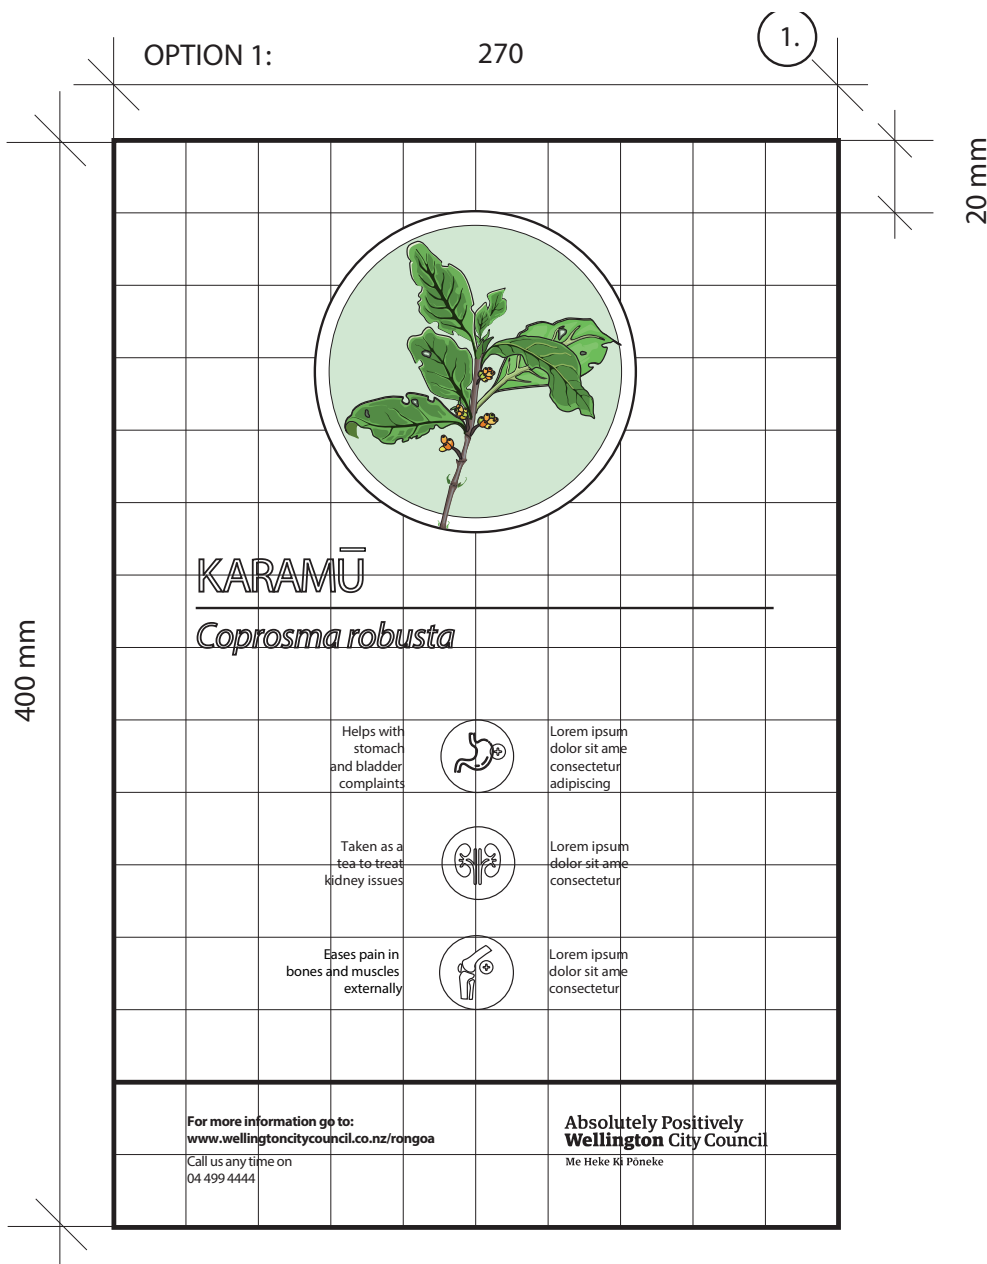 OPTION 1:
270
1.
20 mm
400 mm
KARAMŪ
Coprosma robusta
Helps with
stomach
and bladder
complaints
Lorem ipsum
dolor sit ame
consectetur
adipiscing
Taken as a
tea to treat
kidney issues
Lorem ipsum
dolor sit ame
consectetur
Eases pain in
bones and muscles
externally
Lorem ipsum
dolor sit ame
consectetur
For more information go to:
www.wellingtoncitycouncil.co.nz/rongoa
Call us any time on
04 499 4444
Absolutely Positively
Wellington City Council
Me Heke Ki Pōneke